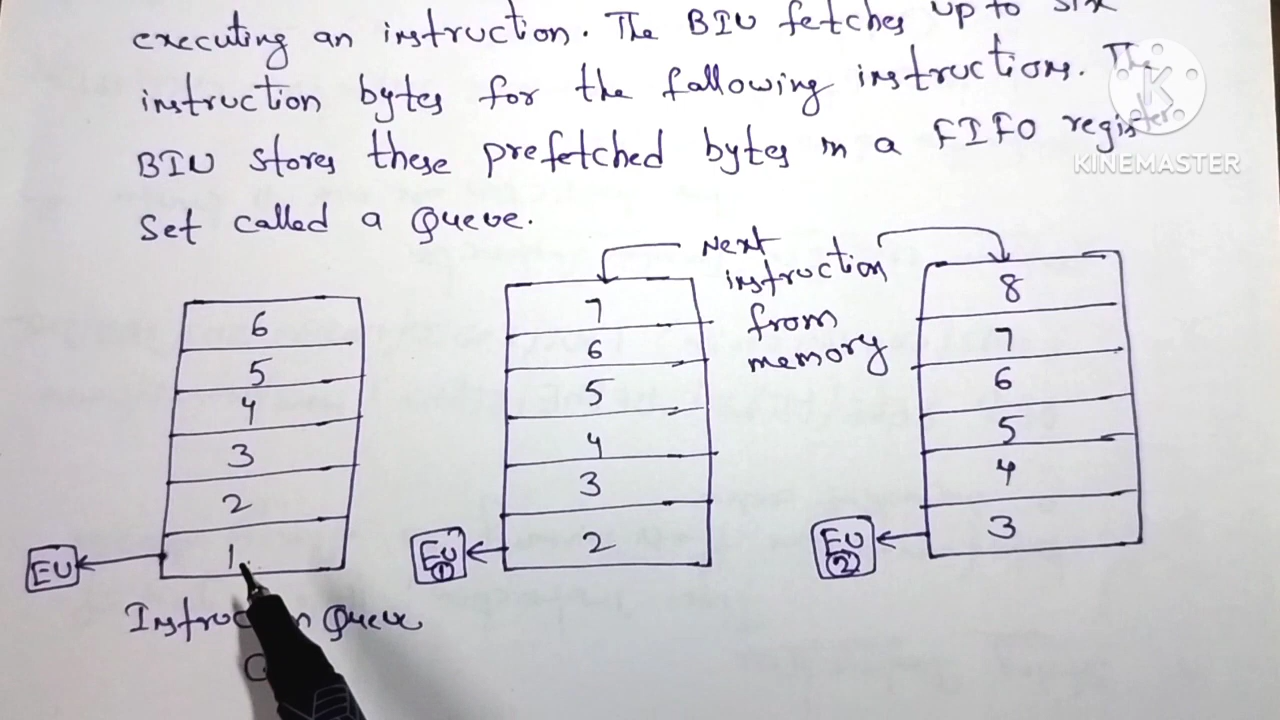 executing an instruction. The BIU fetches up to six
instruction bytes for the following instructions. The
BIU stores these prefetched bytes in a FIFO register
Set called a Queue.
KINEMASTER
Next
instruction
from
memory
6
5
4
3
2
1
EU
7
6
5
4
3
2
EU
1
8
7
6
5
4
3
EU
2
Queue